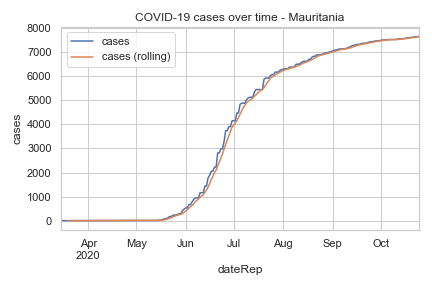 COVID-19 cases over time - Mauritania
cases
cases (rolling)
8000
7000
6000
5000
4000
3000
2000
1000
0
cases
Apr
2020
May
Jun
Jul
Aug
Sep
Oct
dateRep